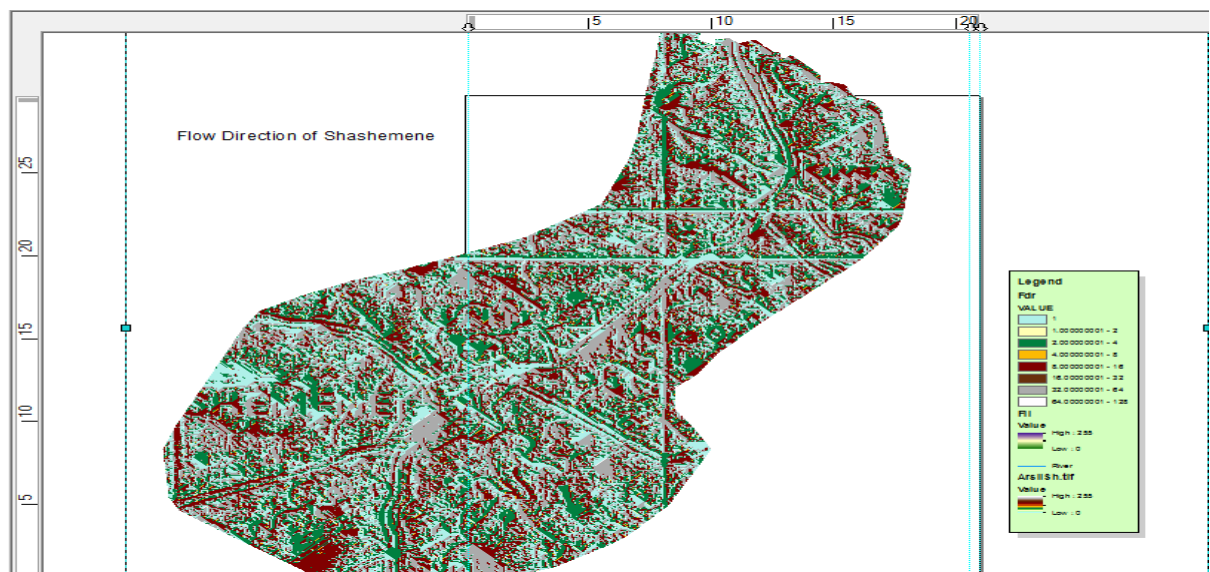 5 10 15 20
Flow Direction of Shashemene
25
20
15
10
5
Legend
Fdr
VALUE
1
1.000000001 - 2
2.000000001 - 4
4.000000001 - 8
8.000000001 - 16
16.00000001 - 32
32.00000001 - 64
64.00000001 - 128
Value
High : 255
Low : 0
River
Value
High : 255
Low : 0